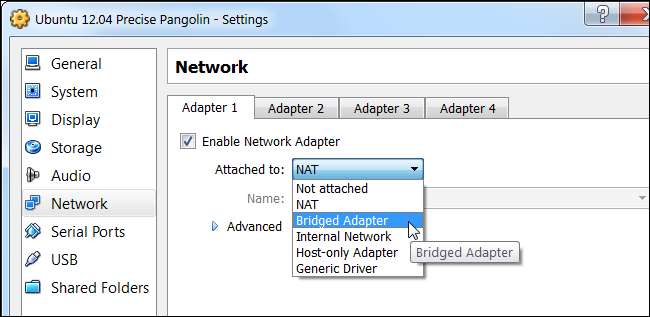 Ubuntu 12.04 Precise Pangolin - Settings
General
System
Display
Storage
Audio
Network
Serial Ports
USB
Shared Folders
Network
Adapter 1 Adapter 2 Adapter 3 Adapter 4
Enable Network Adapter
Attached to: NAT
Not attached
Name:
NAT
Bridged Adapter
Advanced
Internal Network
Host-only Adapter
Bridged Adapter
Generic Driver